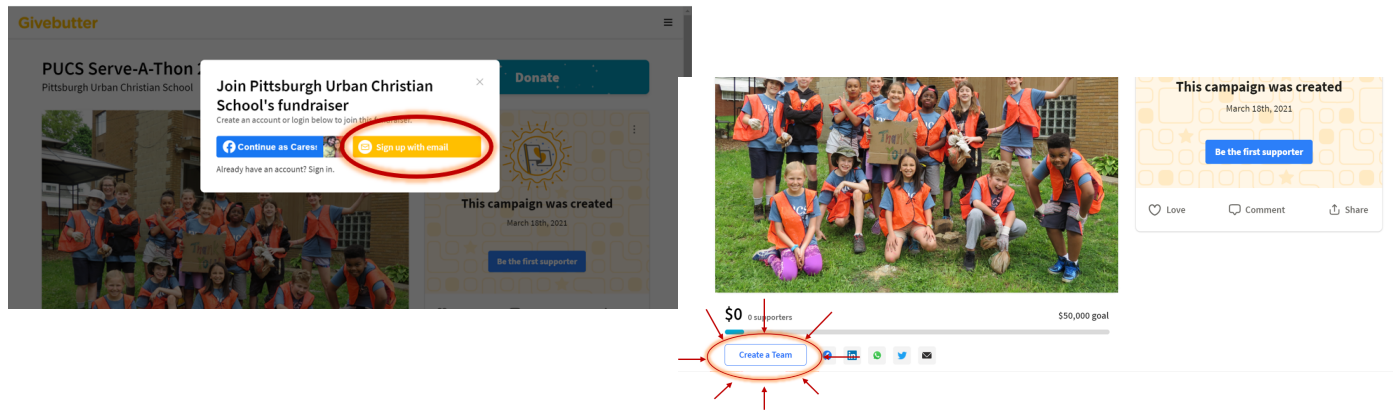 Givebutter
PUCS Serve-A-Thon
Pittsburgh Urban Christian School
Donate
Join Pittsburgh Urban Christian
School's fundraiser
Create an account or login below to join this fundraiser.
Continue as Caress
Sign up with email
Already have an account? Sign in.
This campaign was created
March 18th, 2021
Be the first supporter
Thank
This campaign was created
March 18th, 2021
Be the first supporter
Love
Comment
Share
Thank
$0 0 supporters
$50,000 goal
Create a Team